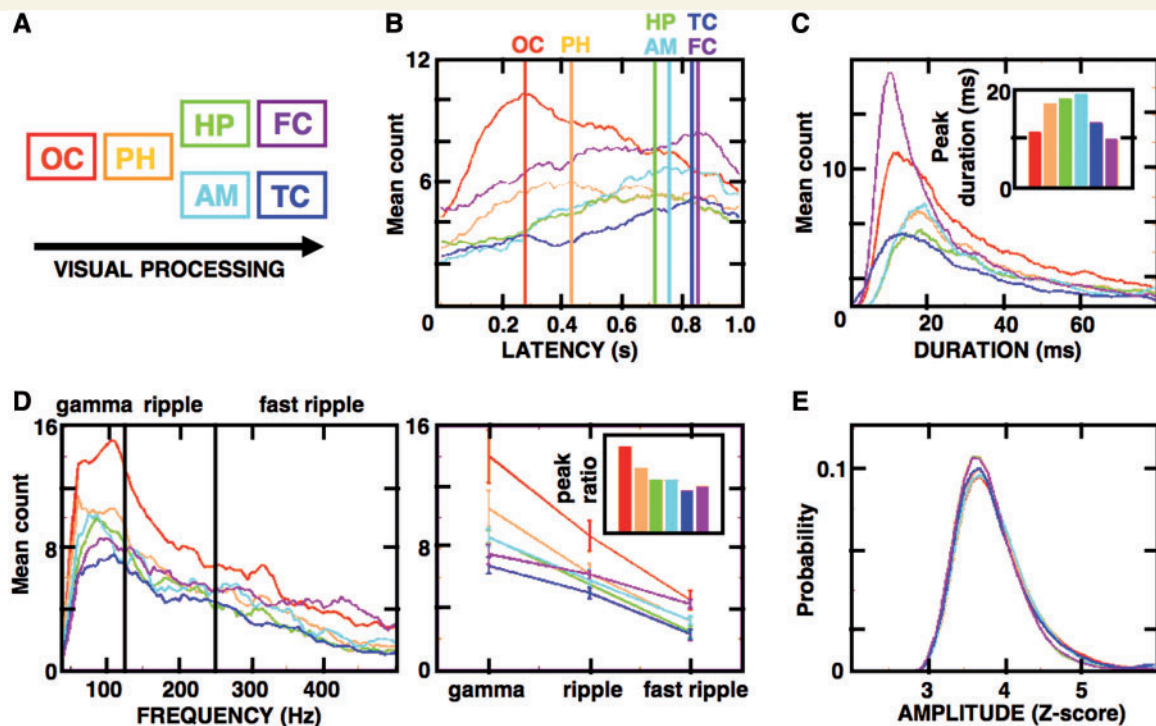 A
OC PH HP FC
AM TC
VISUAL PROCESSING
B
OC PH HP TC
AM FC
Mean count
12
6
0
0.2 0.4 0.6 0.8 1.0
LATENCY (s)
C
Mean count
10
0
20 40 60
DURATION (ms)
Peak
duration (ms)
20
0
D
gamma ripple fast ripple
Mean count
16
8
4
0
100 200 300 400
FREQUENCY (Hz)
16
8
4
0
peak
ratio
gamma ripple fast ripple
E
Probability
0.1
0
3 4 5
AMPLITUDE (Z-score)